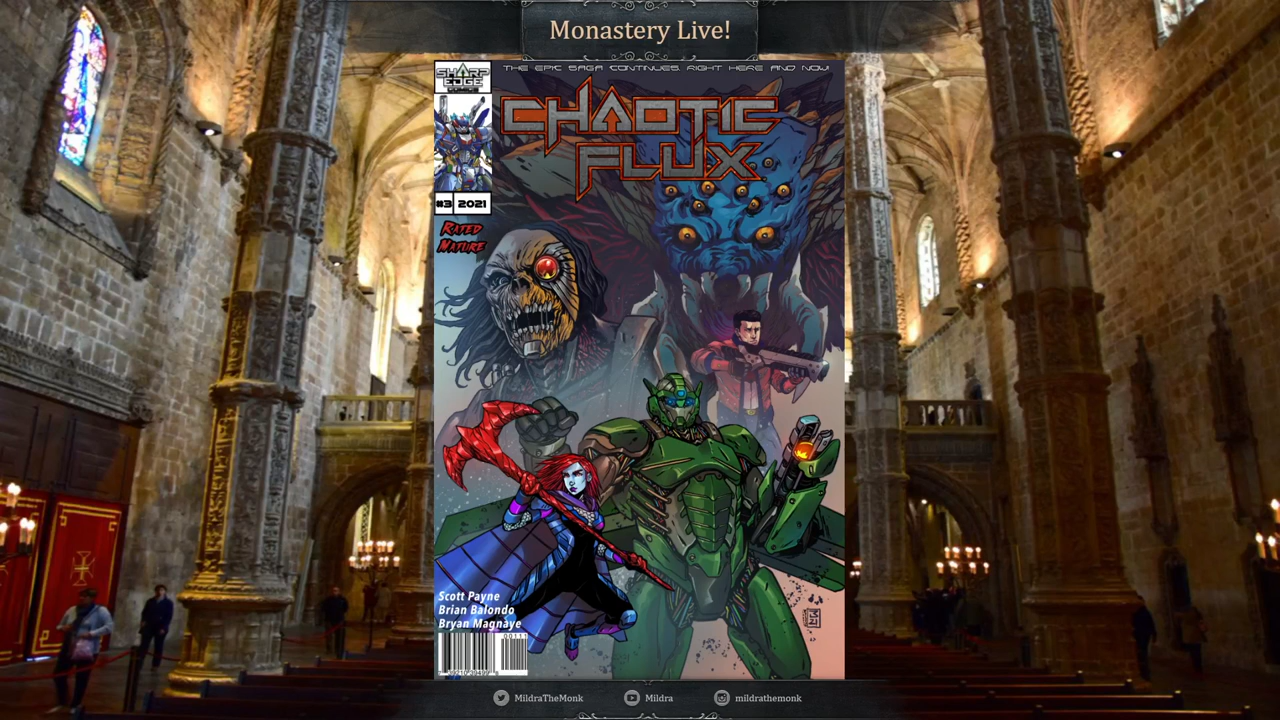 Monastery Live!
THE EPIC SAGA CONTINUES, RIGHT HERE AND NOW!
SHARP
EDGE
COMICS
CHAOTIC
FLUX
#3 2021
RATED
MATURE
Scott Payne
Brian Balondo
Bryan Magnaye
00111
MildraTheMonk
Mildra
mildrathemonk